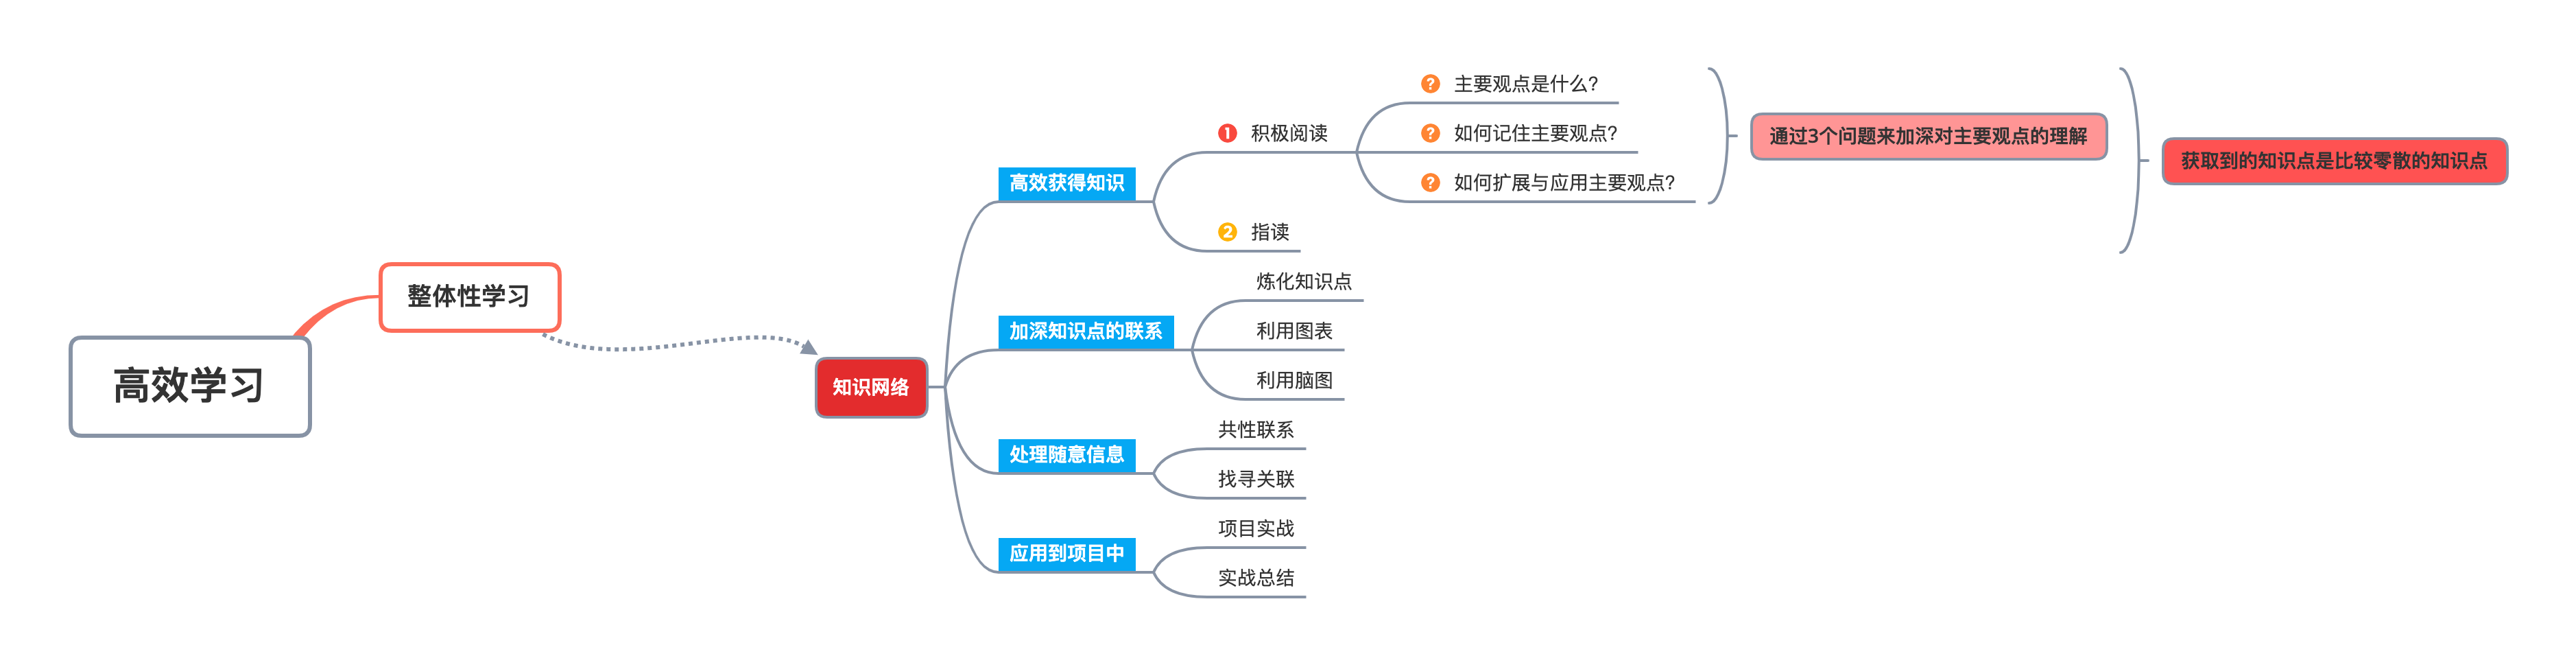 高效学习
整体性学习
知识网络
高效获得知识
1 积极阅读
? 主要观点是什么?
? 如何记住主要观点?
? 如何扩展与应用主要观点?
通过3个问题来加深对主要观点的理解
2 指读
获取到的知识点是比较零散的知识点
加深知识点的联系
炼化知识点
利用图表
利用脑图
处理随意信息
共性联系
找寻关联
应用到项目中
项目实战
实战总结